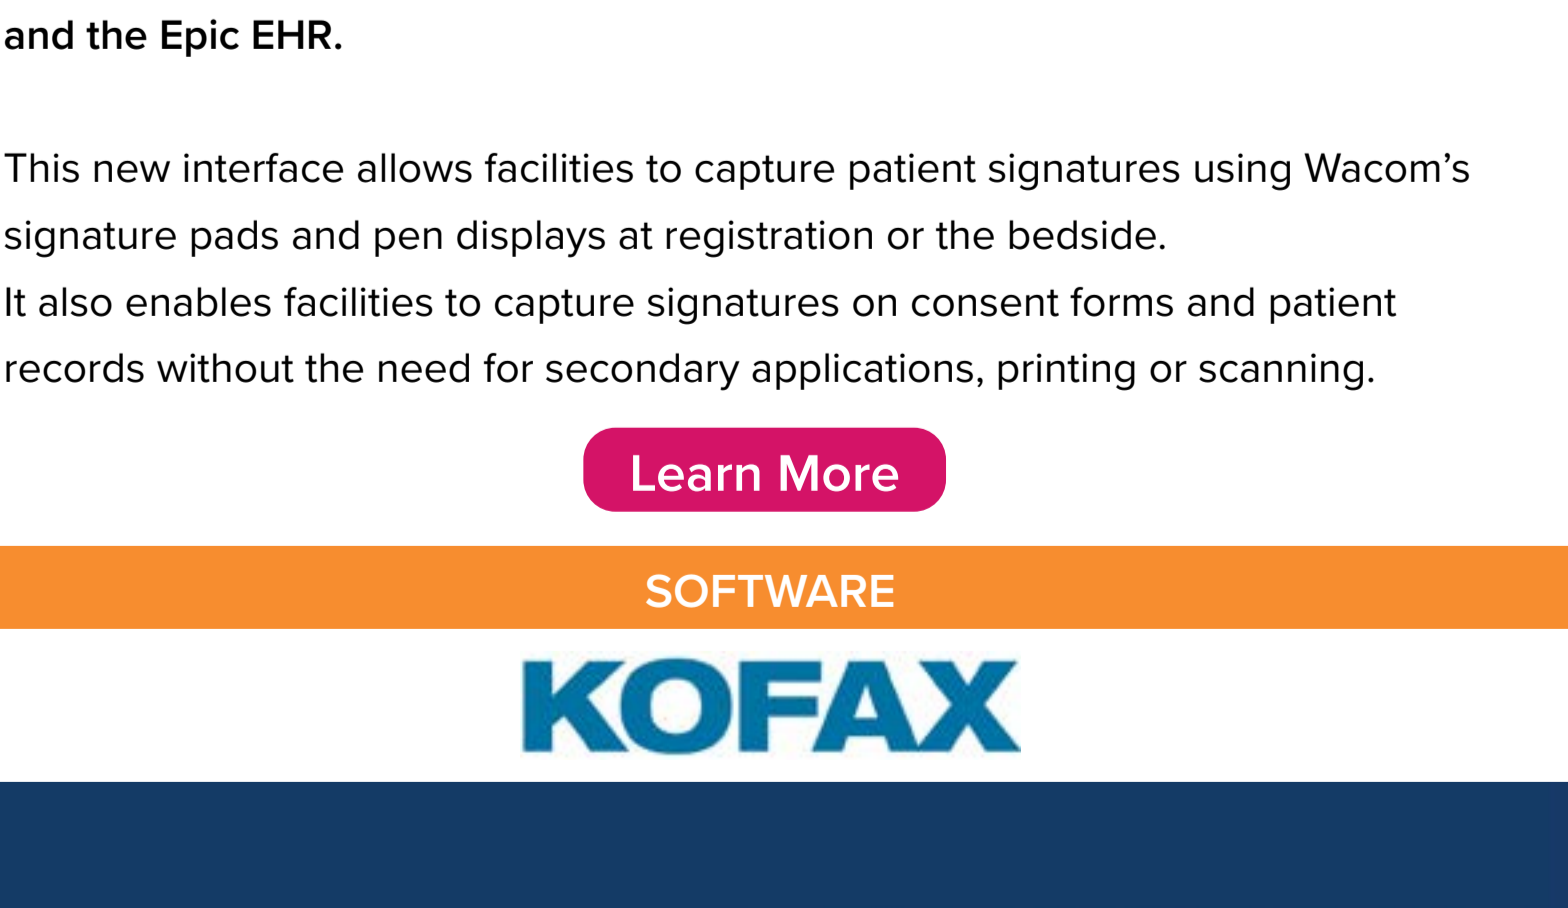 and the Epic EHR.
This new interface allows facilities to capture patient signatures using Wacom’s
signature pads and pen displays at registration or the bedside.
It also enables facilities to capture signatures on consent forms and patient
records without the need for secondary applications, printing or scanning.
Learn More
SOFTWARE
KOFAX